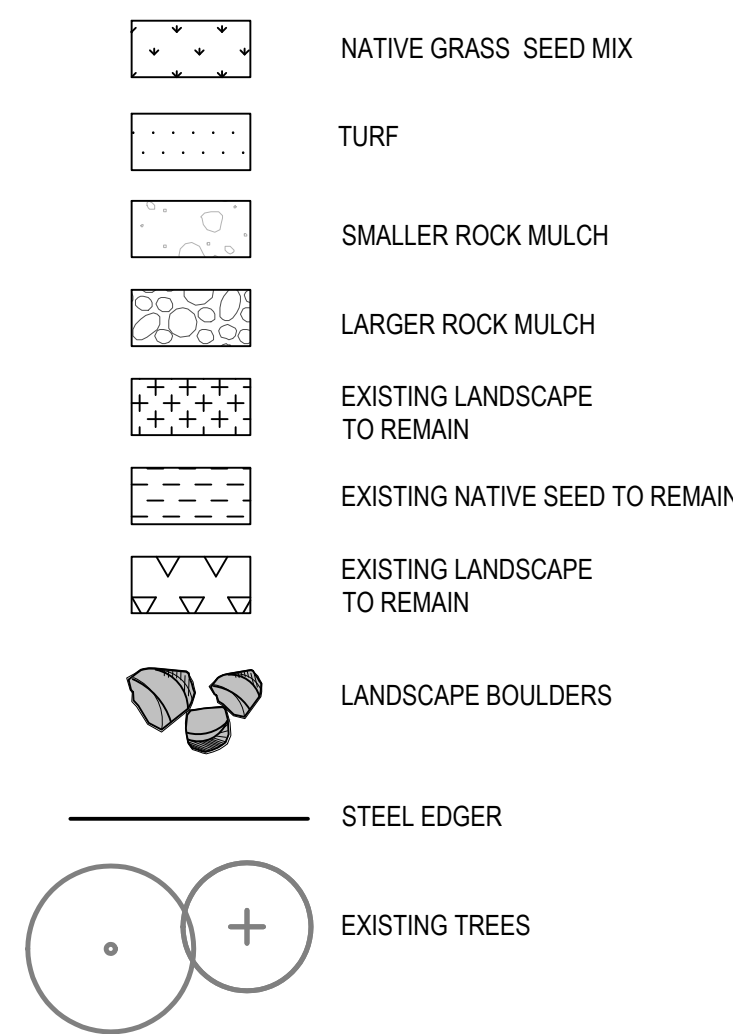 NATIVE GRASS  SEED MIX
TURF
SMALLER ROCK MULCH
LARGER ROCK MULCH
EXISTING LANDSCAPE
TO REMAIN
EXISTING NATIVE SEED TO REMAIN
EXISTING LANDSCAPE
TO REMAIN
LANDSCAPE BOULDERS
STEEL EDGER
EXISTING TREES